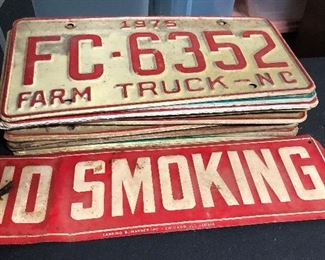 1975
FC-6352
FARM TRUCK-NC
NO SMOKING